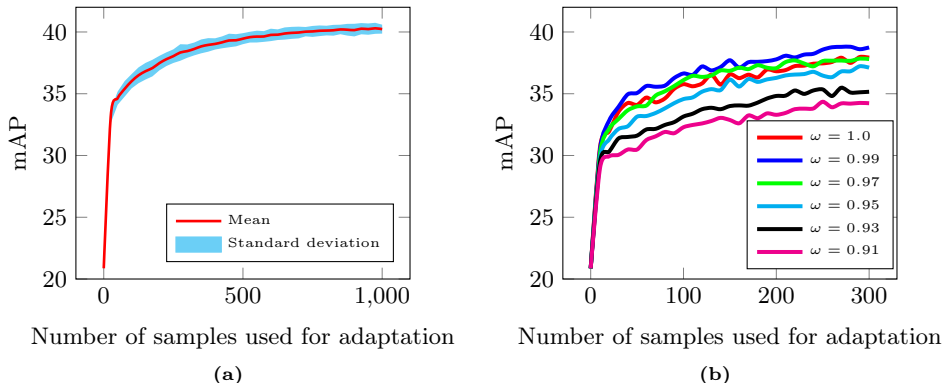 40
35
30
25
20
mAP
0
500
1,000
Number of samples used for adaptation
Mean
Standard deviation
(a)
40
35
30
25
20
mAP
0
100
200
300
Number of samples used for adaptation
ω = 1.0
ω = 0.99
ω = 0.97
ω = 0.95
ω = 0.93
ω = 0.91
(b)